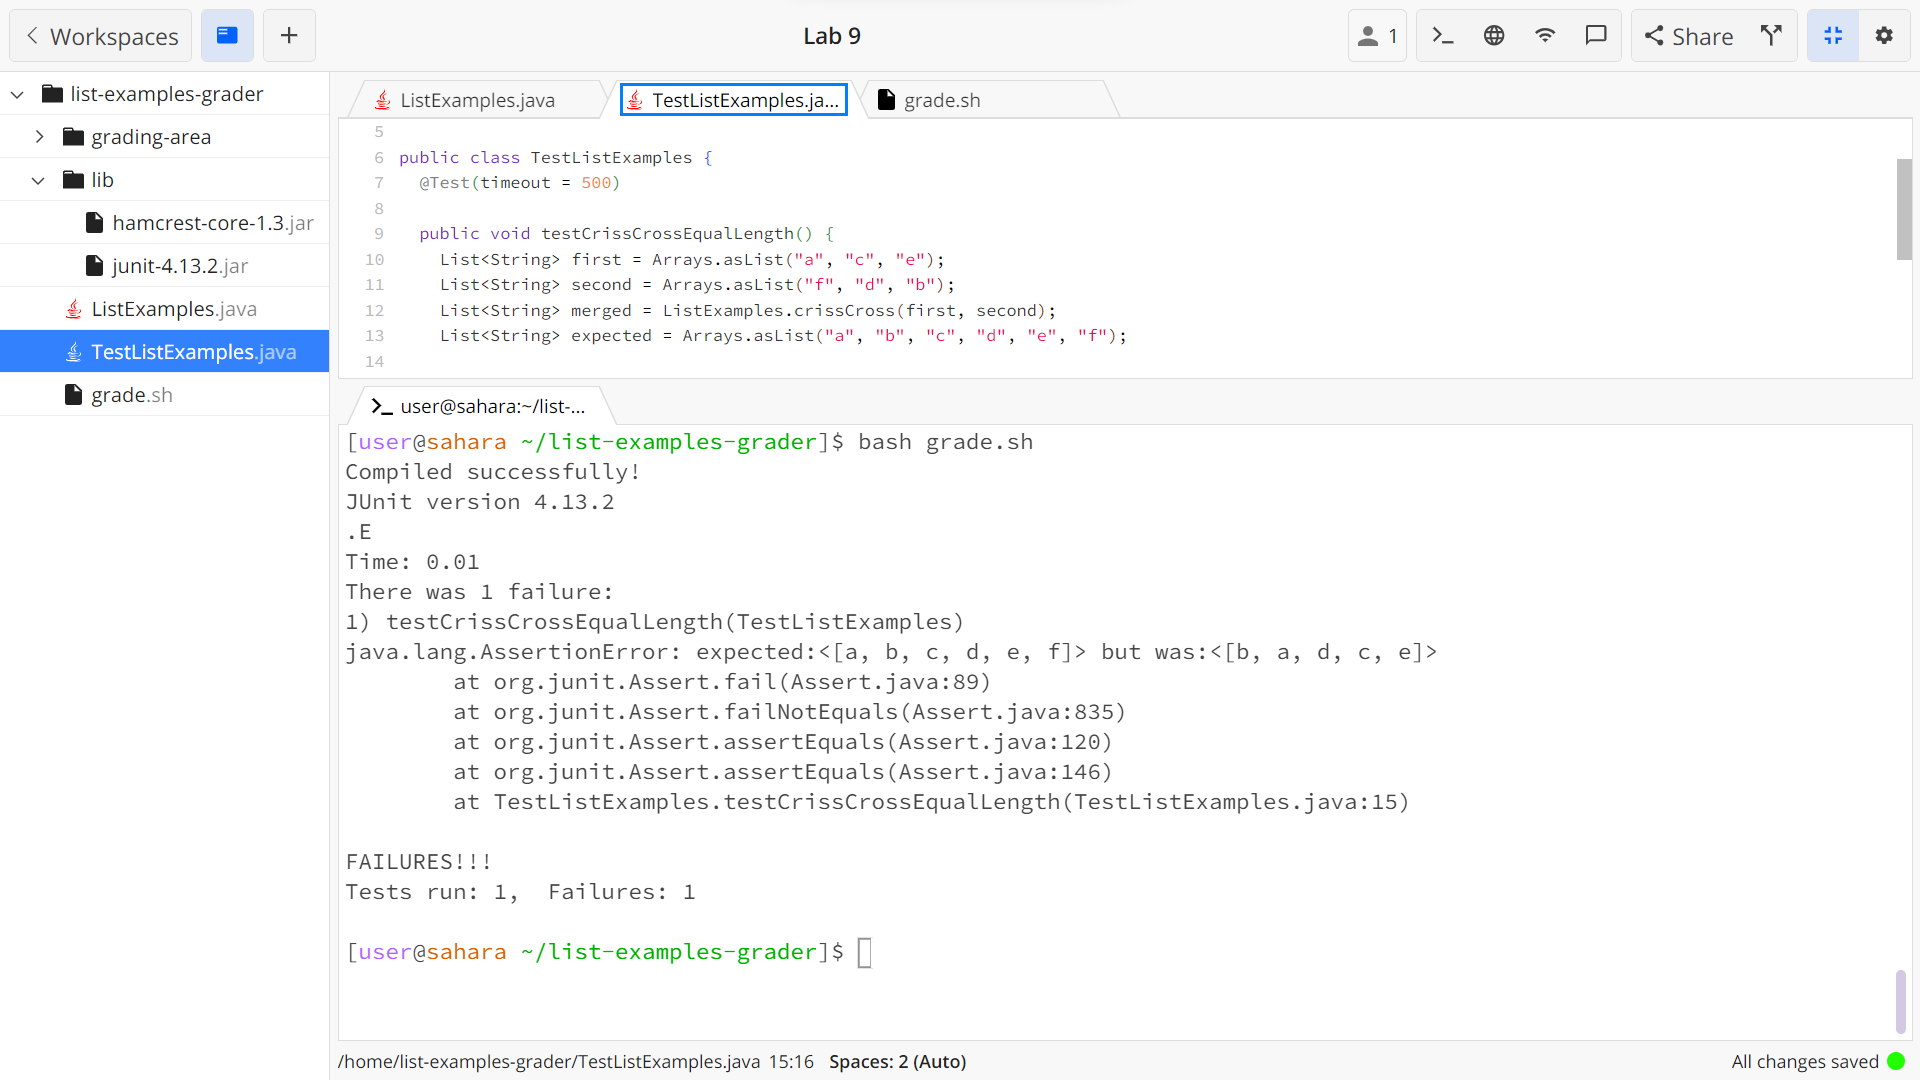 Workspaces
Lab 9
1
Share
list-examples-grader
grading-area
lib
hamcrest-core-1.3.jar
junit-4.13.2.jar
ListExamples.java
TestListExamples.java
grade.sh
ListExamples.java
TestListExamples.ja...
grade.sh
5
6 public class TestListExamples {
7 @Test(timeout = 500)
8
9 public void testCrissCrossEqualLength() {
10 List<String> first = Arrays.asList("a", "c", "e");
11 List<String> second = Arrays.asList("f", "d", "b");
12 List<String> merged = ListExamples.crissCross(first, second);
13 List<String> expected = Arrays.asList("a", "b", "c", "d", "e", "f");
14
user@sahara:~/list-...
[user@sahara ~/list-examples-grader]$ bash grade.sh
Compiled successfully!
JUnit version 4.13.2
.E
Time: 0.01
There was 1 failure:
1) testCrissCrossEqualLength(TestListExamples)
java.lang.AssertionError: expected:<[a, b, c, d, e, f]> but was:<[b, a, d, c, e]>
at org.junit.Assert.fail(Assert.java:89)
at org.junit.Assert.failNotEquals(Assert.java:835)
at org.junit.Assert.assertEquals(Assert.java:120)
at org.junit.Assert.assertEquals(Assert.java:146)
at TestListExamples.testCrissCrossEqualLength(TestListExamples.java:15)
FAILURES!!!
Tests run: 1,  Failures: 1
[user@sahara ~/list-examples-grader]$
/home/list-examples-grader/TestListExamples.java 15:16 Spaces: 2 (Auto)
All changes saved